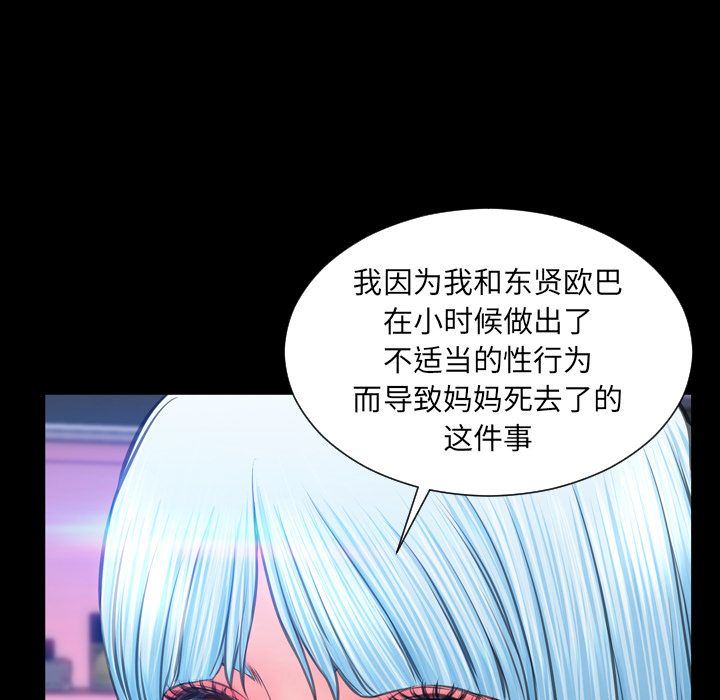 我因为我和东贤欧巴
在小时候做出了
不适当的性行为
而导致妈妈死去了的
这件事